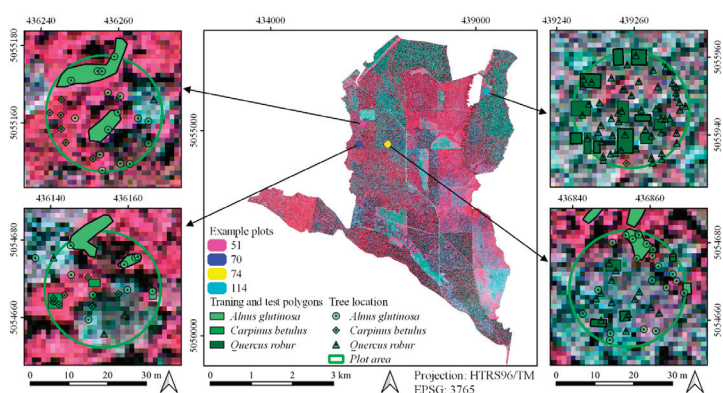 436240 436260
5055180
5055160
436140 436160
5054680
5054660
0 10 20 30 m
434000 439000
5055000
5050000
Example plots
51
70
74
114
Traning and test polygons
Alnus glutinosa
Carpinus betulus
Quercus robur
Tree location
Alnus glutinosa
Carpinus betulus
Quercus robur
Plot area
0 1 2 3 km
Projection: HTRS96/TM
EPSG: 3765
439240 439260
5055960
5055940
436840 436860
5054680
5054660
0 10 20 30 m